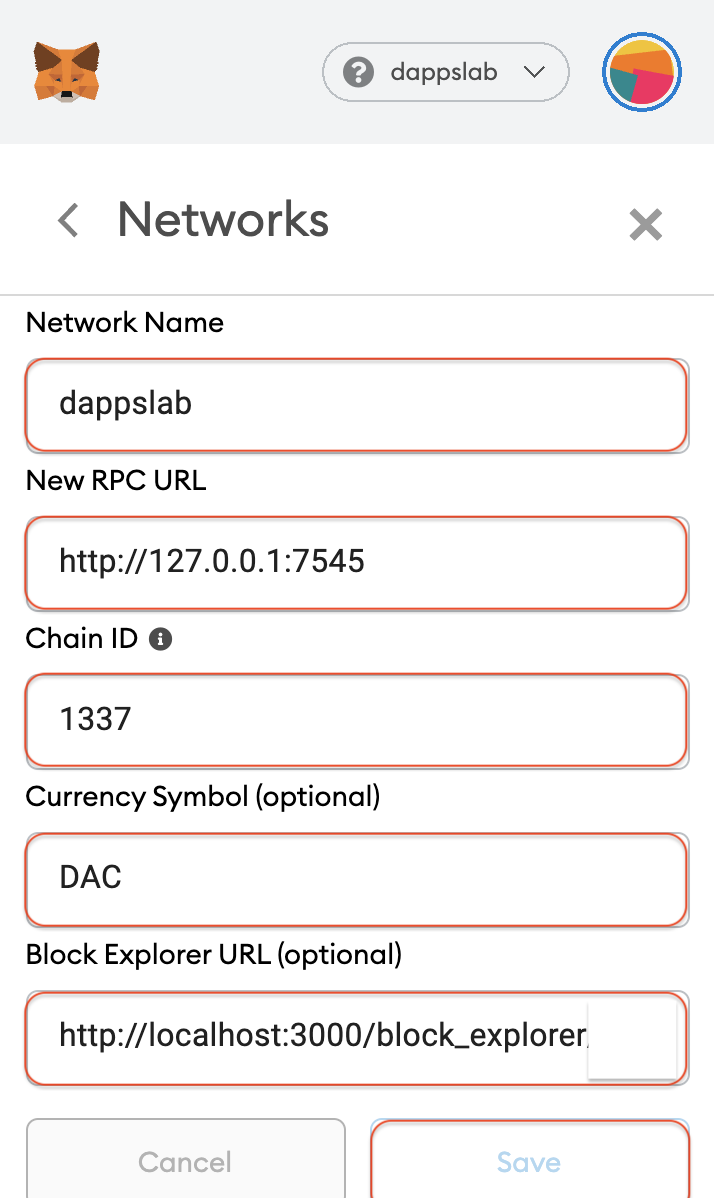 dappslab
Networks
Network Name
dappslab
New RPC URL
http://127.0.0.1:7545
Chain ID
1337
Currency Symbol (optional)
DAC
Block Explorer URL (optional)
http://localhost:3000/block_explorer
Cancel
Save